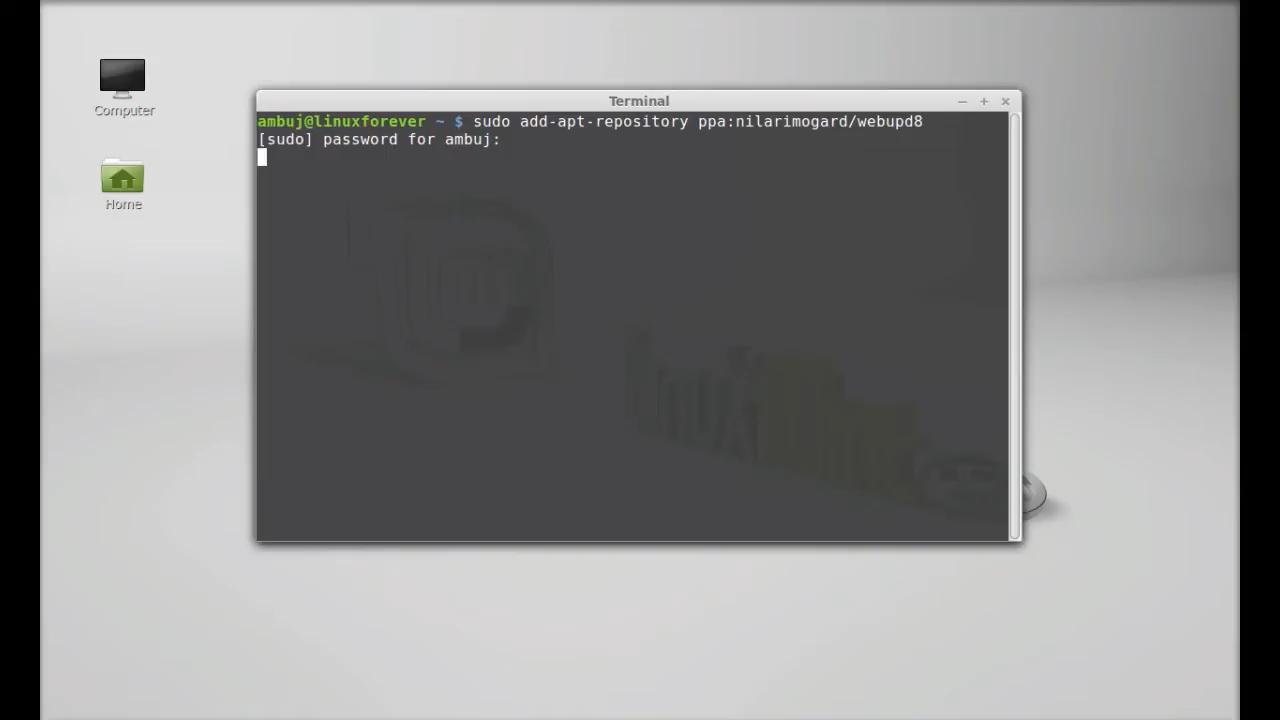 Computer
Home
Terminal
ambuj@linuxforever ~ $ sudo add-apt-repository ppa:nilarimogard/webupd8
[sudo] password for ambuj: